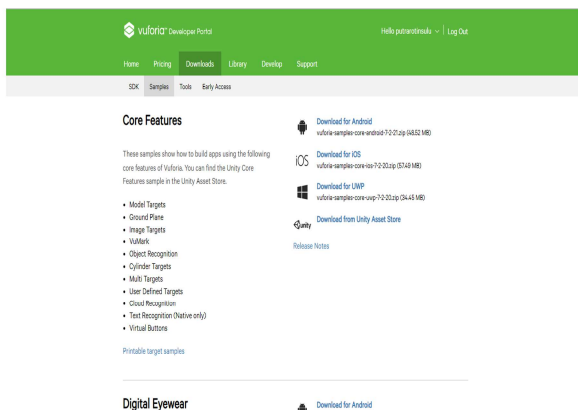 vuforia™ Developer Portal
Hello putrarotinsulu | Log Out
Home Pricing Downloads Library Develop Support
SDK Samples Tools Early Access
Core Features
These samples show how to build apps using the following
core features of Vuforia. You can find the Unity Core
Features sample in the Unity Asset Store.
• Model Targets
• Ground Plane
• Image Targets
• VuMark
• Object Recognition
• Cylinder Targets
• Multi Targets
• User Defined Targets
• Cloud Recognition
• Text Recognition (Native only)
• Virtual Buttons
Printable target samples
Download for Android
vuforia-samples-core-android-7-2-21.zip (48.52 MB)
iOS
Download for iOS
vuforia-samples-core-ios-7-2-20.zip (57.49 MB)
Download for UWP
vuforia-samples-core-uwp-7-2-20.zip (34.45 MB)
unity
Download from Unity Asset Store
Release Notes
Digital Eyewear
Download for Android